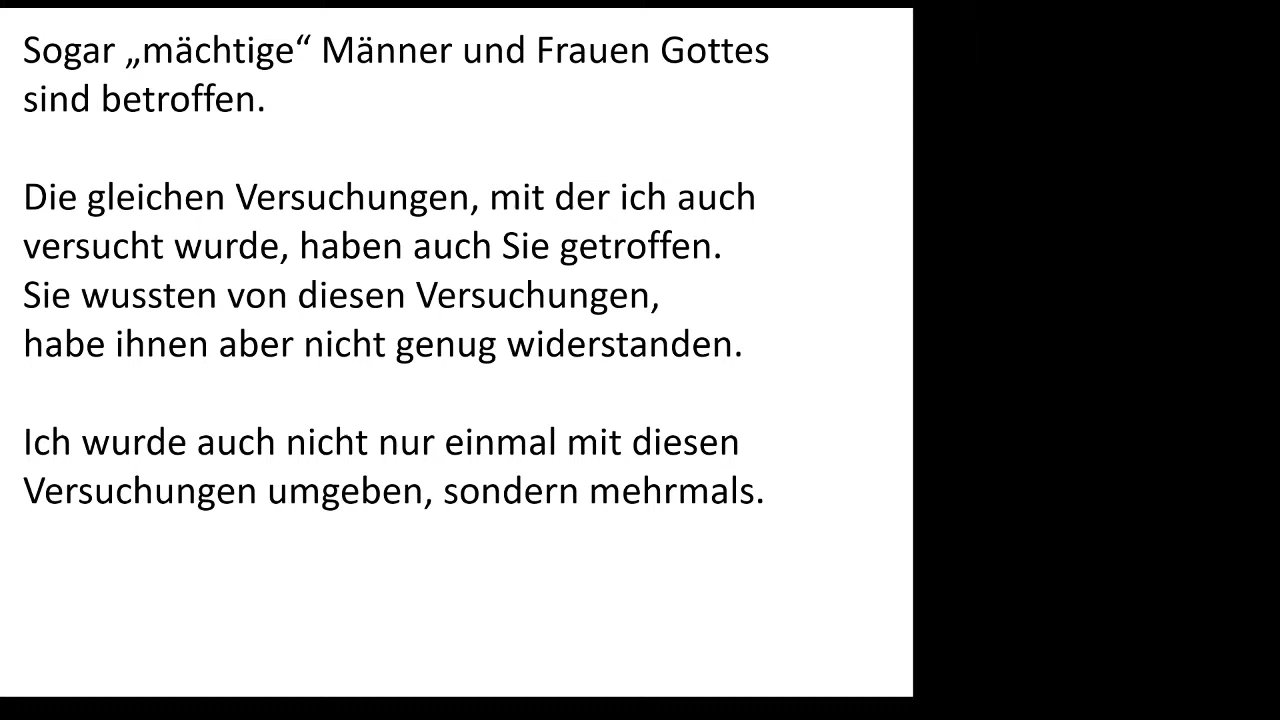 Sogar „mächtige“ Männer und Frauen Gottes
sind betroffen.
Die gleichen Versuchungen, mit der ich auch
versucht wurde, haben auch Sie getroffen.
Sie wussten von diesen Versuchungen,
habe ihnen aber nicht genug widerstanden.
Ich wurde auch nicht nur einmal mit diesen
Versuchungen umgeben, sondern mehrmals.